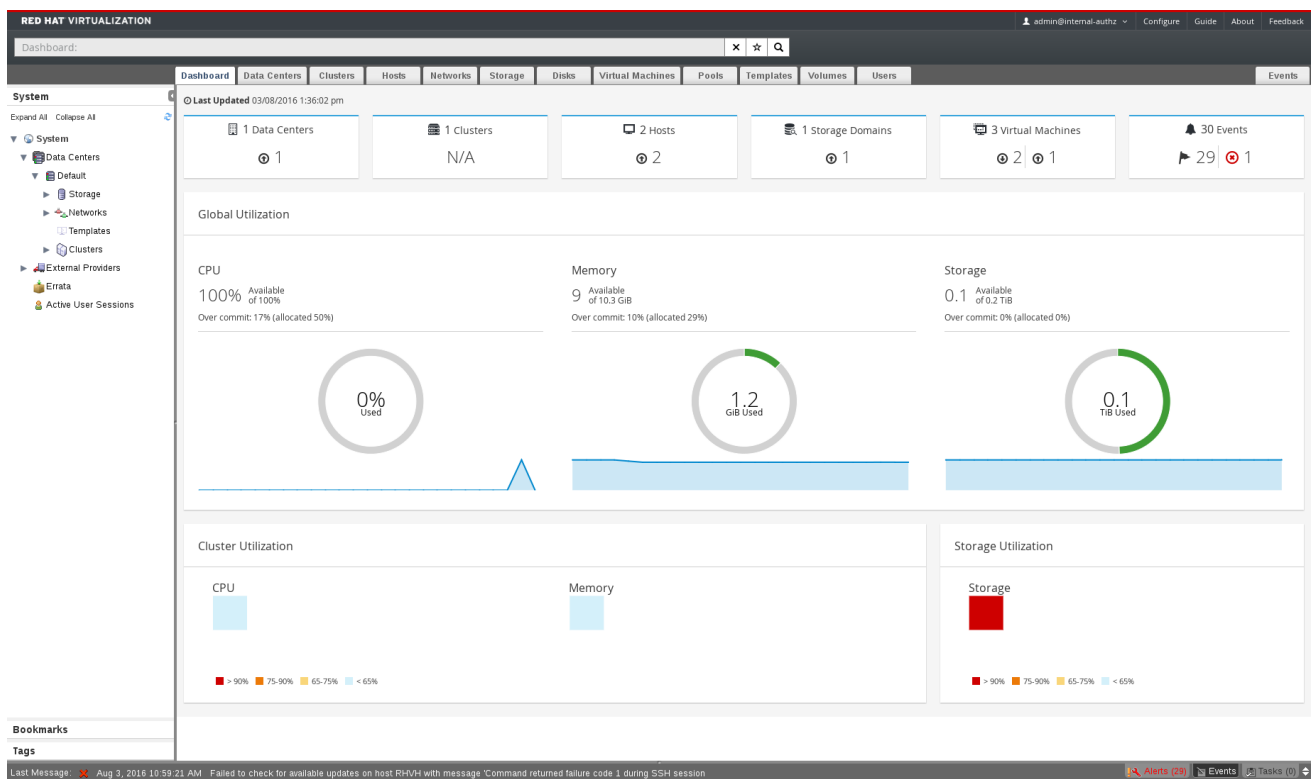 RED HAT VIRTUALIZATION
admin@internal-authz Configure Guide About Feedback
Dashboard:
Dashboard Data Centers Clusters Hosts Networks Storage Disks Virtual Machines Pools Templates Volumes Users Events
System
Expand All Collapse All
System
Data Centers
Default
Storage
Networks
Templates
Clusters
External Providers
Errata
Active User Sessions
Bookmarks
Tags
Last Updated 03/08/2016 1:36:02 pm
1 Data Centers
1
1 Clusters
N/A
2 Hosts
2
1 Storage Domains
1
3 Virtual Machines
2 1
30 Events
29 1
Global Utilization
CPU
100% Available of 100%
Over commit: 17% (allocated 50%)
0%
Used
Memory
9 Available of 10.3 GiB
Over commit: 10% (allocated 29%)
1.2
GiB Used
Storage
0.1 Available of 0.2 TiB
Over commit: 0% (allocated 0%)
0.1
TiB Used
Cluster Utilization
CPU
Memory
> 90% 75-90% 65-75% < 65%
Storage Utilization
Storage
> 90% 75-90% 65-75% < 65%
Last Message: Aug 3, 2016 10:59:21 AM Failed to check for available updates on host RHVH with message 'Command returned failure code 1 during SSH session
Alerts (29) Events Tasks (0)